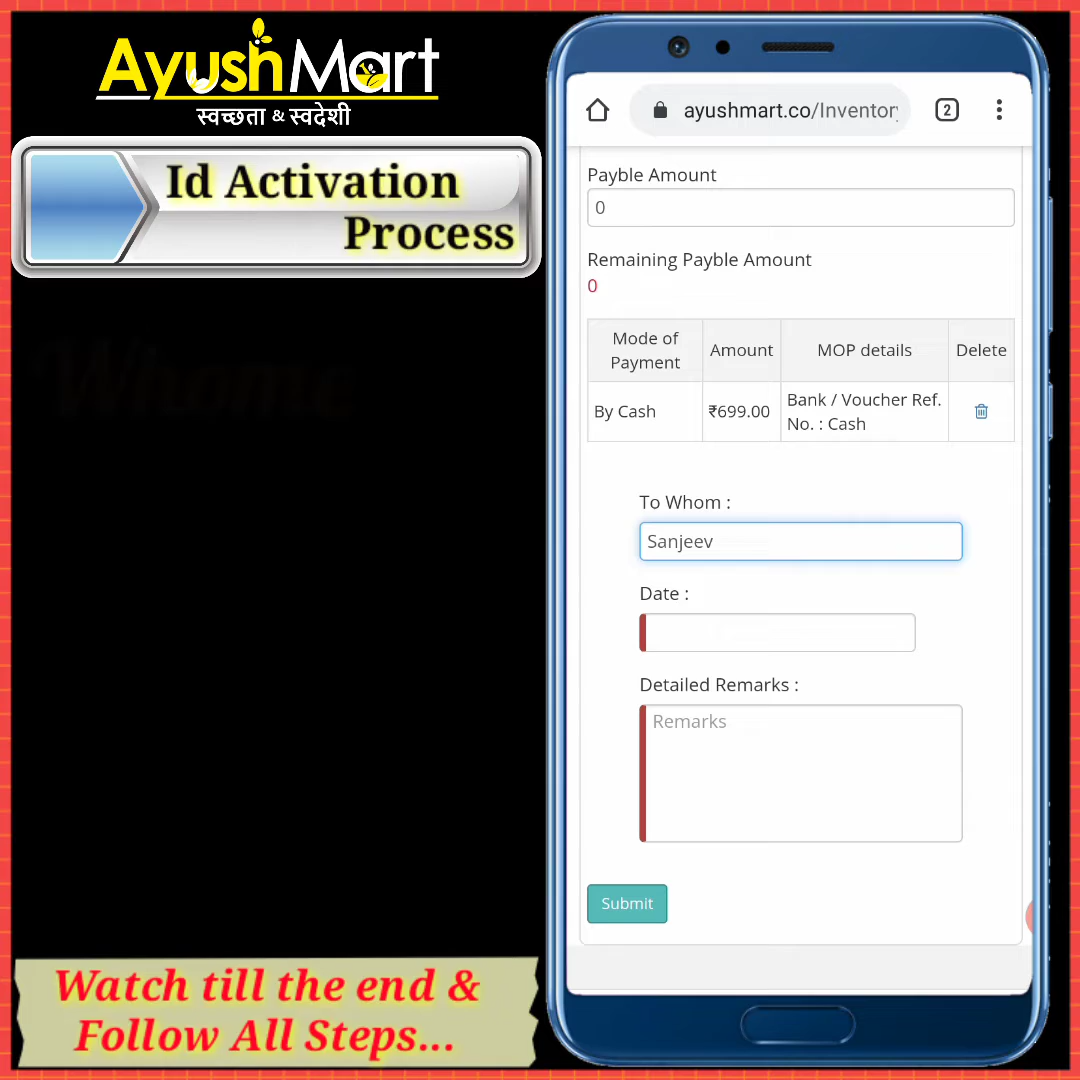 AyushMart
स्वच्छता & स्वदेशी
Id Activation
Process
Whome
Watch till the end &
Follow All Steps...
2
ayushmart.co/Inventor
Payble Amount
0
Remaining Payble Amount
0
Mode of Payment Amount MOP details Delete
By Cash ₹699.00 Bank / Voucher Ref. No. : Cash
To Whom :
Sanjeev
Date :
Detailed Remarks :
Remarks
Submit